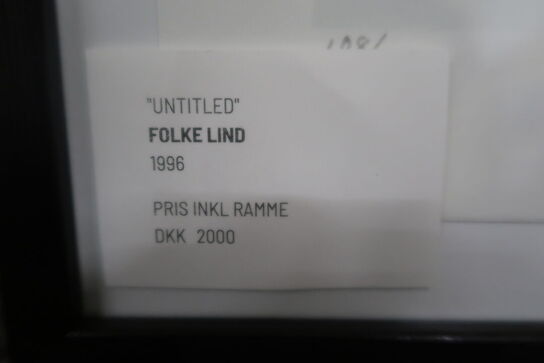 "UNTITLED"
FOLKE LIND
1996
PRIS INKL RAMME
DKK 2000